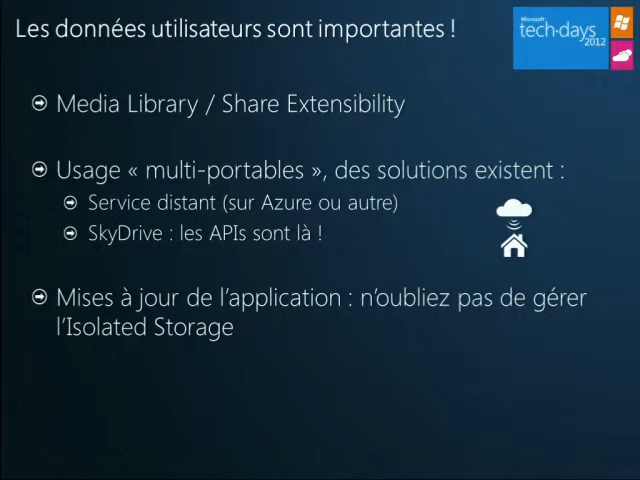 Les données utilisateurs sont importantes !
Microsoft
tech·days
2012
Media Library / Share Extensibility
Usage « multi-portables », des solutions existent :
Service distant (sur Azure ou autre)
SkyDrive : les APIs sont là !
Mises à jour de l'application : n'oubliez pas de gérer
l'Isolated Storage